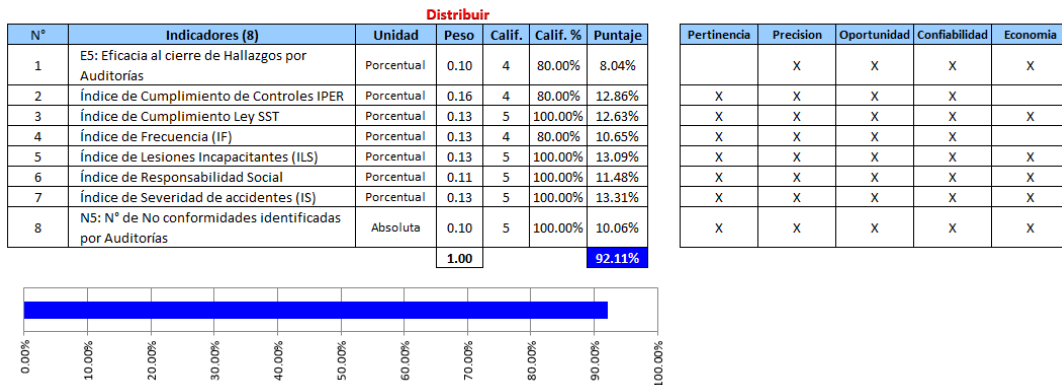 Distribuir
N° Indicadores (8) Unidad Peso Calif. Calif. % Puntaje Pertinencia Precision Oportunidad Confiabilidad Economia
1 E5: Eficacia al cierre de Hallazgos por Auditorías Porcentual 0.10 4 80.00% 8.04% X X X X
2 Índice de Cumplimiento de Controles IPER Porcentual 0.16 4 80.00% 12.86% X X X X
3 Índice de Cumplimiento Ley SST Porcentual 0.13 5 100.00% 12.63% X X X X X
4 Índice de Frecuencia (IF) Porcentual 0.13 4 80.00% 10.65% X X X X
5 Índice de Lesiones Incapacitantes (ILS) Porcentual 0.13 5 100.00% 13.09% X X X X X
6 Índice de Responsabilidad Social Porcentual 0.11 5 100.00% 11.48% X X X X X
7 Índice de Severidad de accidentes (IS) Porcentual 0.13 5 100.00% 13.31% X X X X X
8 N5: N° de No conformidades identificadas por Auditorías Absoluta 0.10 5 100.00% 10.06% X X X X X
1.00 92.11%
0.00% 10.00% 20.00% 30.00% 40.00% 50.00% 60.00% 70.00% 80.00% 90.00% 100.00%